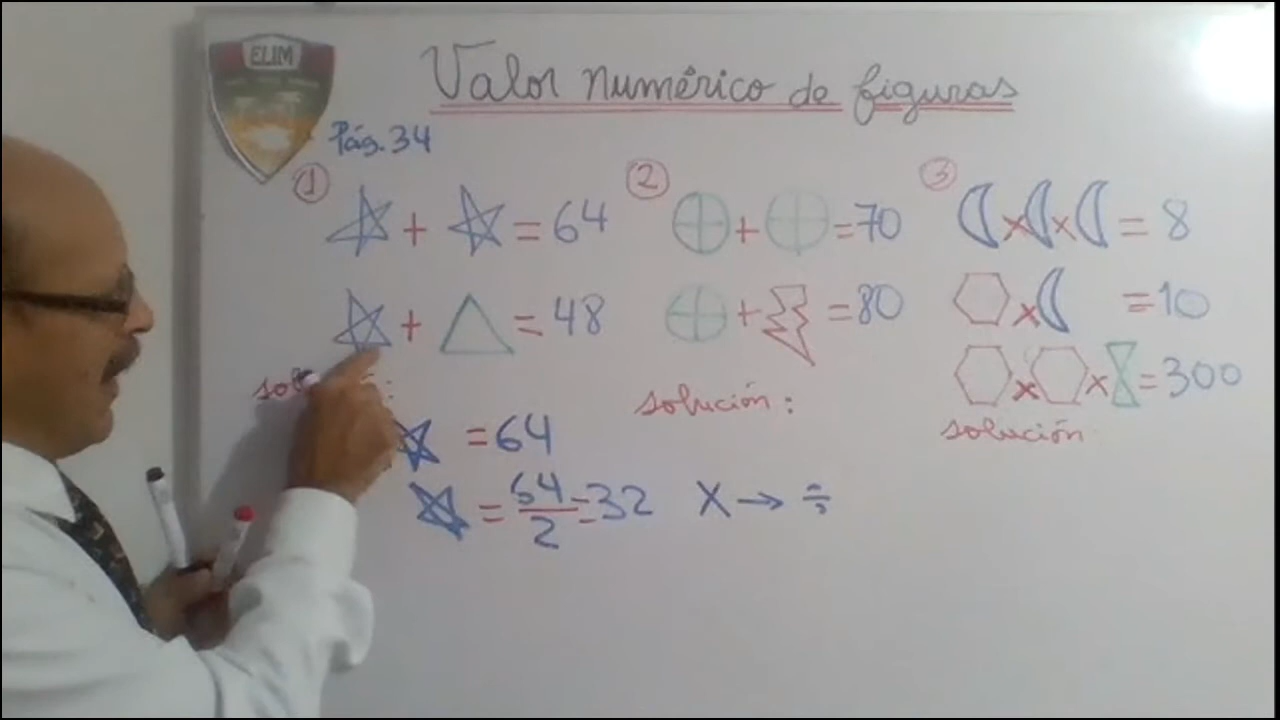 ELIM
Valor numérico de figuras
Pág. 34
1
+ = 64
+ = 48
= 64
= 64/2 = 32 X → ÷
2
+ = 70
+ = 80
solución:
3
x x = 8
x = 10
x x = 300
solución